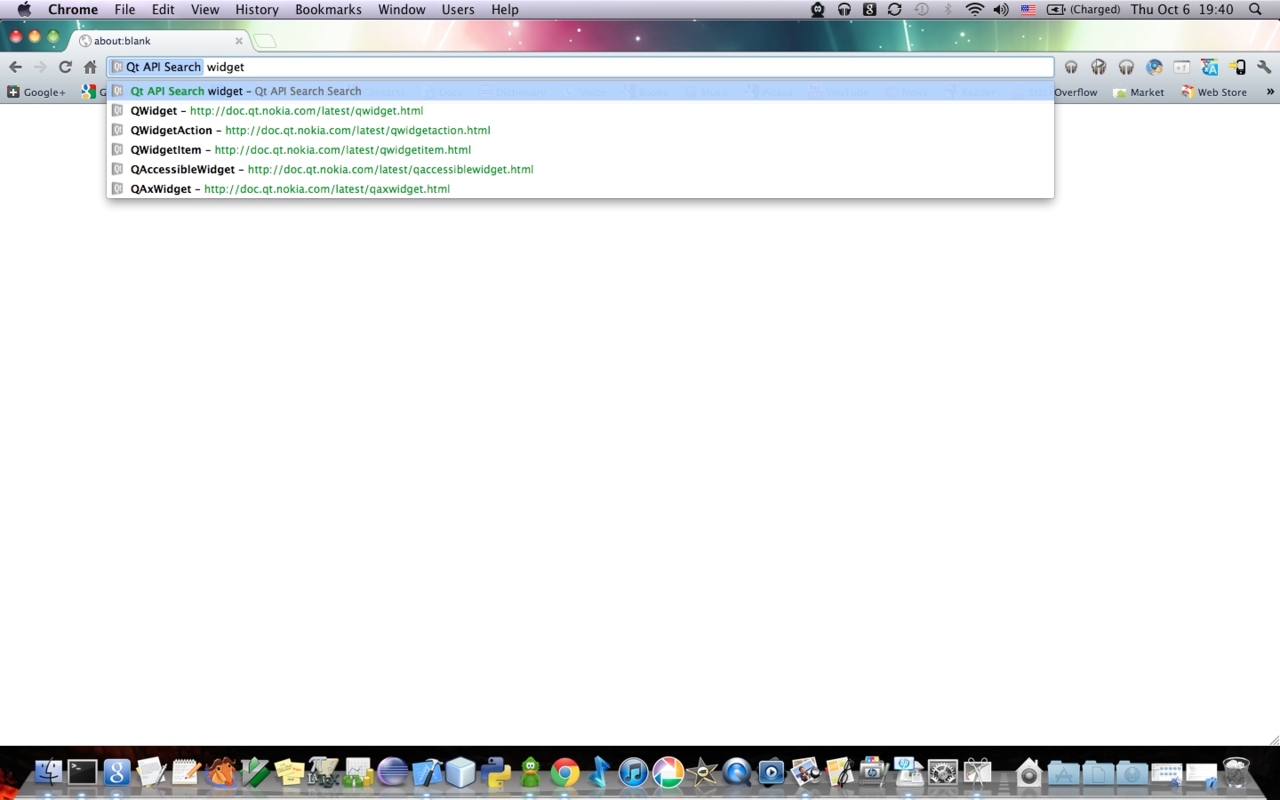 Chrome File Edit View History Bookmarks Window Users Help (Charged) Thu Oct 6 19:40
about:blank
Qt API Search widget
Google+ Overflow Market Web Store »
Qt API Search widget – Qt API Search Search
QWidget – http://doc.qt.nokia.com/latest/qwidget.html
QWidgetAction – http://doc.qt.nokia.com/latest/qwidgetaction.html
QWidgetItem – http://doc.qt.nokia.com/latest/qwidgetitem.html
QAccessibleWidget – http://doc.qt.nokia.com/latest/qaccessiblewidget.html
QAxWidget – http://doc.qt.nokia.com/latest/qaxwidget.html